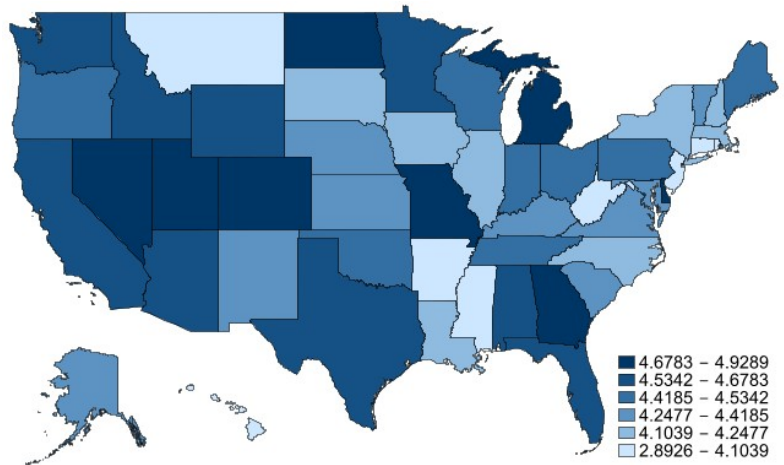 4.6783 – 4.9289
4.5342 – 4.6783
4.4185 – 4.5342
4.2477 – 4.4185
4.1039 – 4.2477
2.8926 – 4.1039